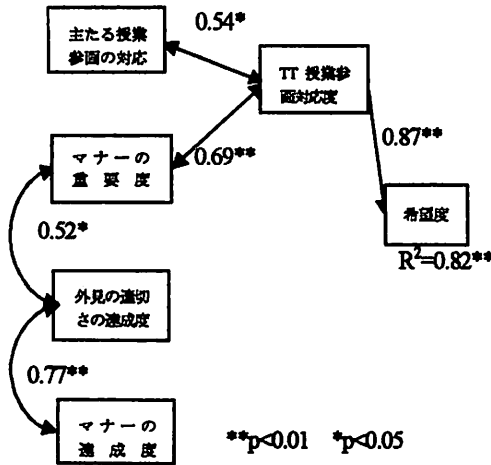 0.54*
主たる授業
参画の対応
TT 授業参
画対応度
0.87**
マナーの
重要度
0.69**
希望度
R²=0.82**
0.52*
外見の適切
さの達成度
0.77**
マナーの
達成度
**p<0.01 *p<0.05